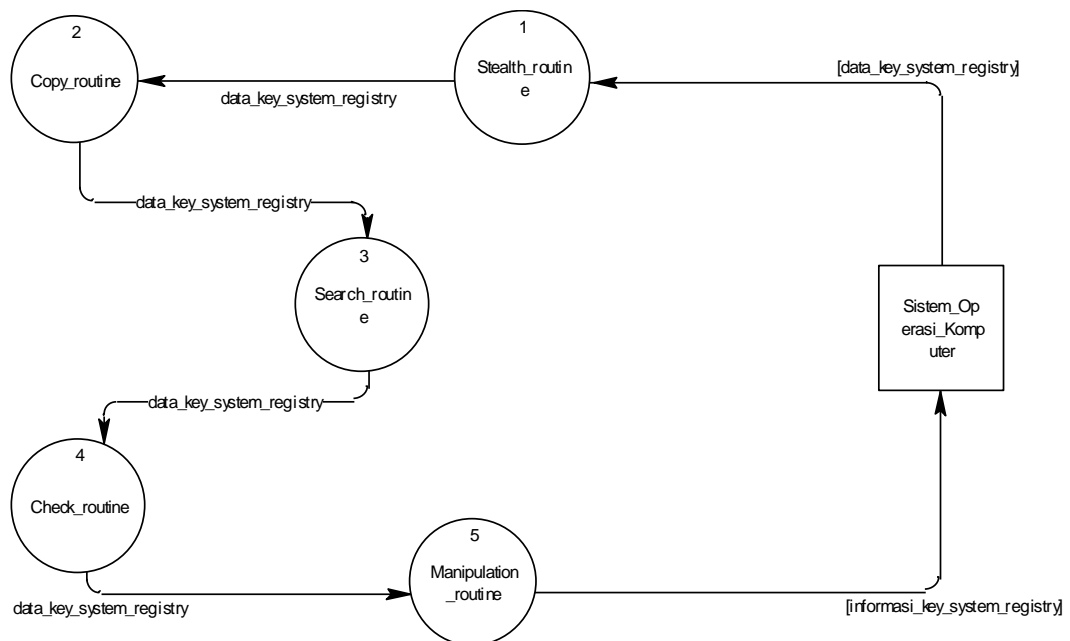 1
Stealth_routin
e
[data_key_system_registry]
2
Copy_routine
data_key_system_registry
data_key_system_registry
3
Search_routin
e
Sistem_Op
erasi_Komp
uter
data_key_system_registry
4
Check_routine
5
Manipulation
_routine
data_key_system_registry
[informasi_key_system_registry]